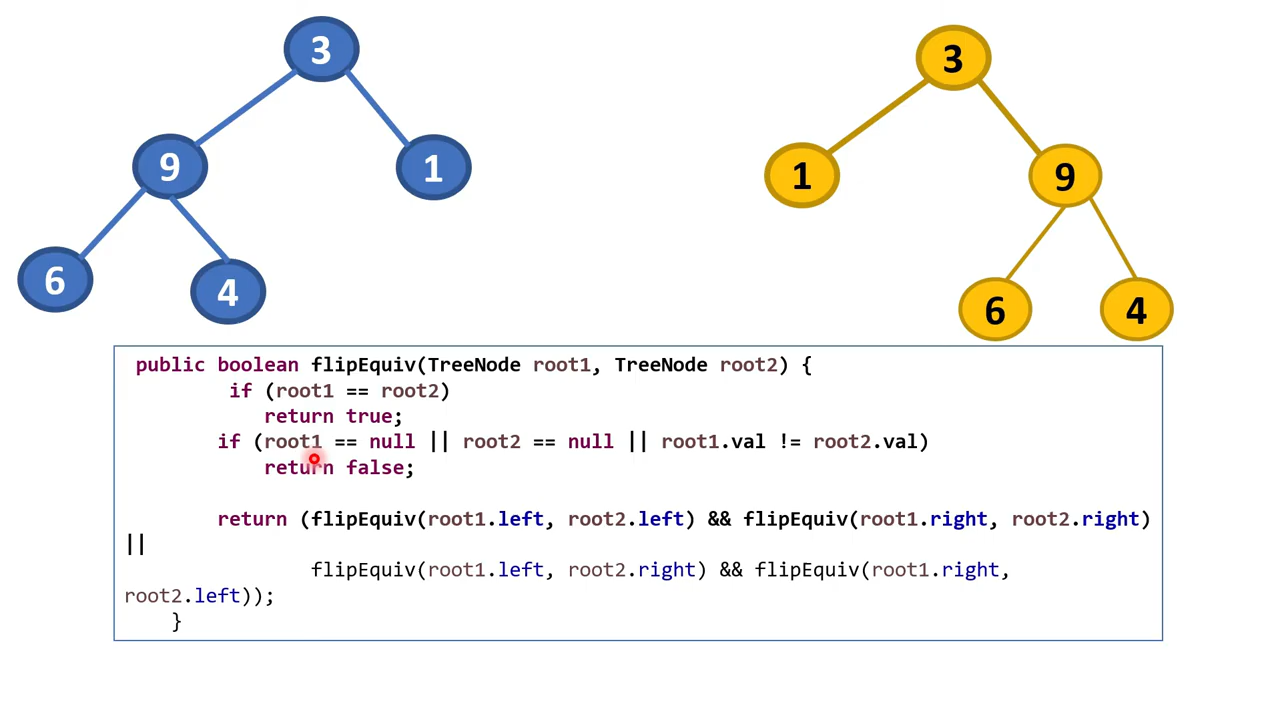 3
3
9
1
1
9
6
4
6
4
public boolean flipEquiv(TreeNode root1, TreeNode root2) {
if (root1 == root2)
return true;
if (root1 == null || root2 == null || root1.val != root2.val)
return false;
return (flipEquiv(root1.left, root2.left) && flipEquiv(root1.right, root2.right)
||
flipEquiv(root1.left, root2.right) && flipEquiv(root1.right,
root2.left));
}